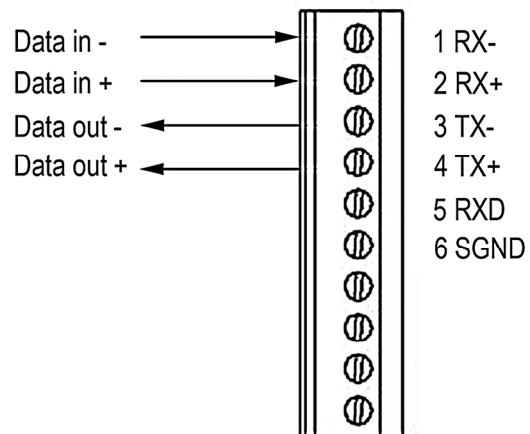 Data in - 1 RX-
Data in + 2 RX+
Data out - 3 TX-
Data out + 4 TX+
5 RXD
6 SGND